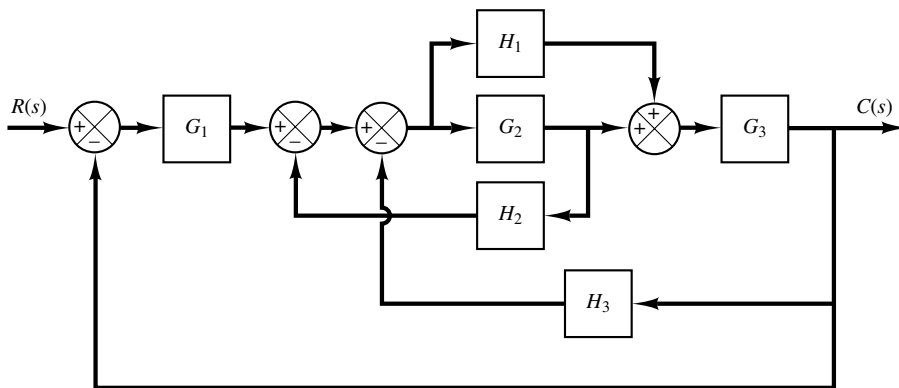 H1
R(s)
C(s)
+
−
G1
+
−
+
−
G2
+
+
G3
H2
H3